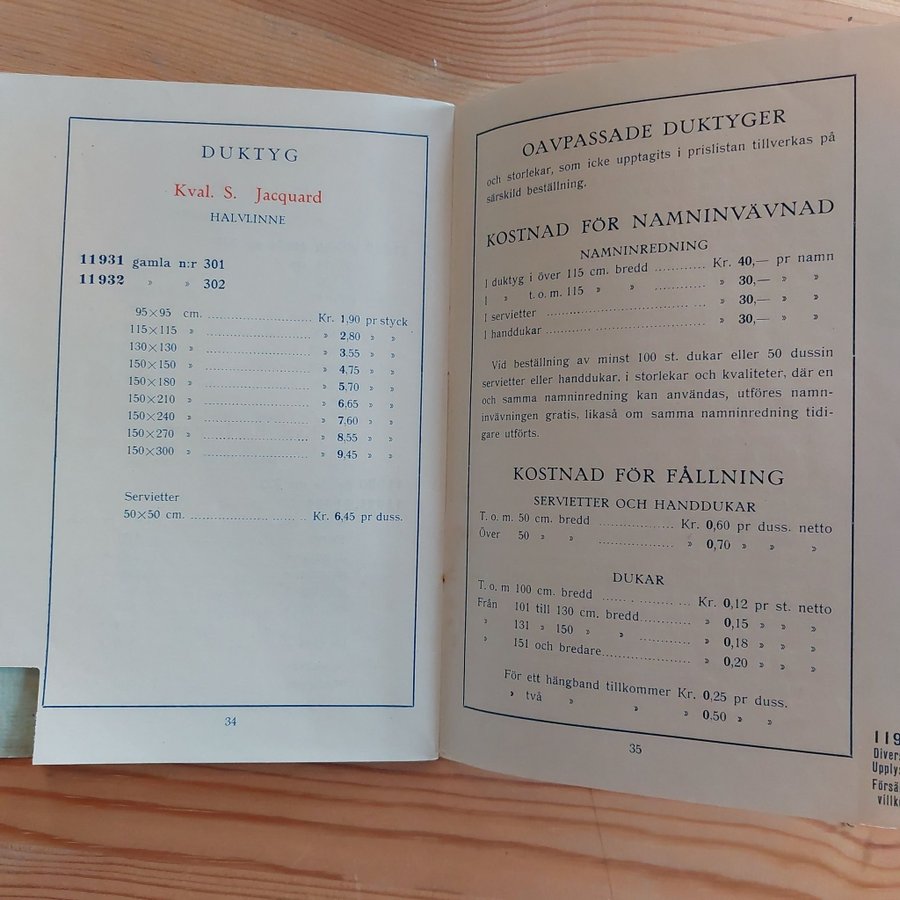 DUKTYG
Kval. S. Jacquard
HALVLINNE
11931 gamla n:r 301
11932 » » 302
95×95 cm. ........................ Kr. 1,90 pr styck
115×115 » ........................ » 2,80 » »
130×130 » ........................ » 3,55 » »
150×150 » ........................ » 4,75 » »
150×180 » ........................ » 5,70 » »
150×210 » ........................ » 6,65 » »
150×240 » ........................ » 7,60 » »
150×270 » ........................ » 8,55 » »
150×300 » ........................ » 9,45 » »
Servietter
50×50 cm. ........................ Kr. 6,45 pr duss.
34
OAVPASSADE DUKTYGER
och storlekar, som icke upptagits i prislistan tillverkas på
särskild beställning.
KOSTNAD FÖR NAMNINVÄVNAD
NAMNINREDNING
1 duktyg i över 115 cm. bredd ............ Kr. 40,— pr namn
1 » t. o. m. 115 » » .................. » 30,— » »
1 servietter ........................ » 30,— » »
1 handdukar ........................ » 30,— » »
Vid beställning av minst 100 st. dukar eller 50 dussin
servietter eller handdukar, i storlekar och kvaliteter, där en
och samma namninredning kan användas, utföres namn-
invävningen gratis, likaså om samma namninredning tidi-
gare utförts.
KOSTNAD FÖR FÅLLNING
SERVIETTER OCH HANDDUKAR
T. o. m. 50 cm. bredd .................. Kr. 0,60 pr duss. netto
Över 50 » » .................. » 0,70 » » »
DUKAR
T. o. m 100 cm. bredd .................. Kr. 0,12 pr st. netto
Från 101 till 130 cm. bredd .................. » 0,15 » » »
» 131 » 150 » » .................. » 0,18 » » »
» 151 och bredare .................. » 0,20 » » »
För ett hängband tillkommer Kr. 0,25 pr duss.
» två » » » 0,50 » »
35
119
Divers
Upplys
Försä
villk